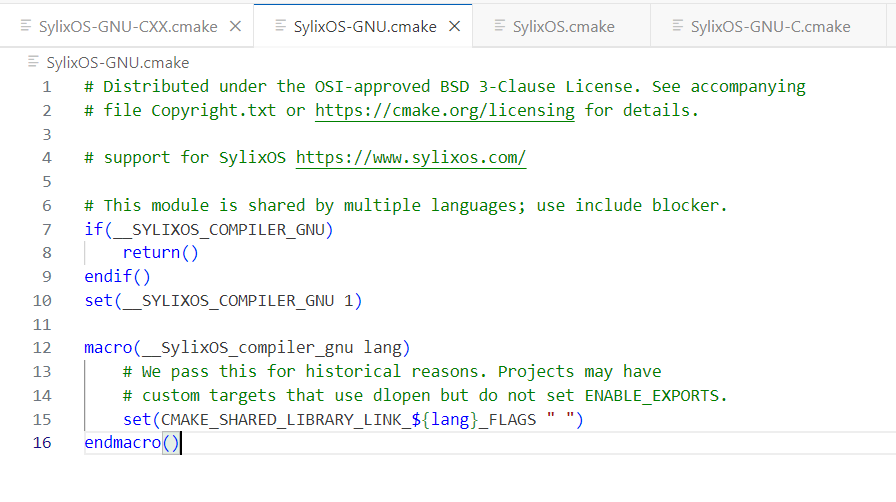 SylixOS-GNU-CXX.cmake SylixOS-GNU.cmake SylixOS.cmake SylixOS-GNU-C.cmake
SylixOS-GNU.cmake
1 # Distributed under the OSI-approved BSD 3-Clause License. See accompanying
2 # file Copyright.txt or https://cmake.org/licensing for details.
3
4 # support for SylixOS https://www.sylixos.com/
5
6 # This module is shared by multiple languages; use include blocker.
7 if(__SYLIXOS_COMPILER_GNU)
8     return()
9 endif()
10 set(__SYLIXOS_COMPILER_GNU 1)
11
12 macro(__SylixOS_compiler_gnu lang)
13     # We pass this for historical reasons. Projects may have
14     # custom targets that use dlopen but do not set ENABLE_EXPORTS.
15     set(CMAKE_SHARED_LIBRARY_LINK_${lang}_FLAGS " ")
16 endmacro()